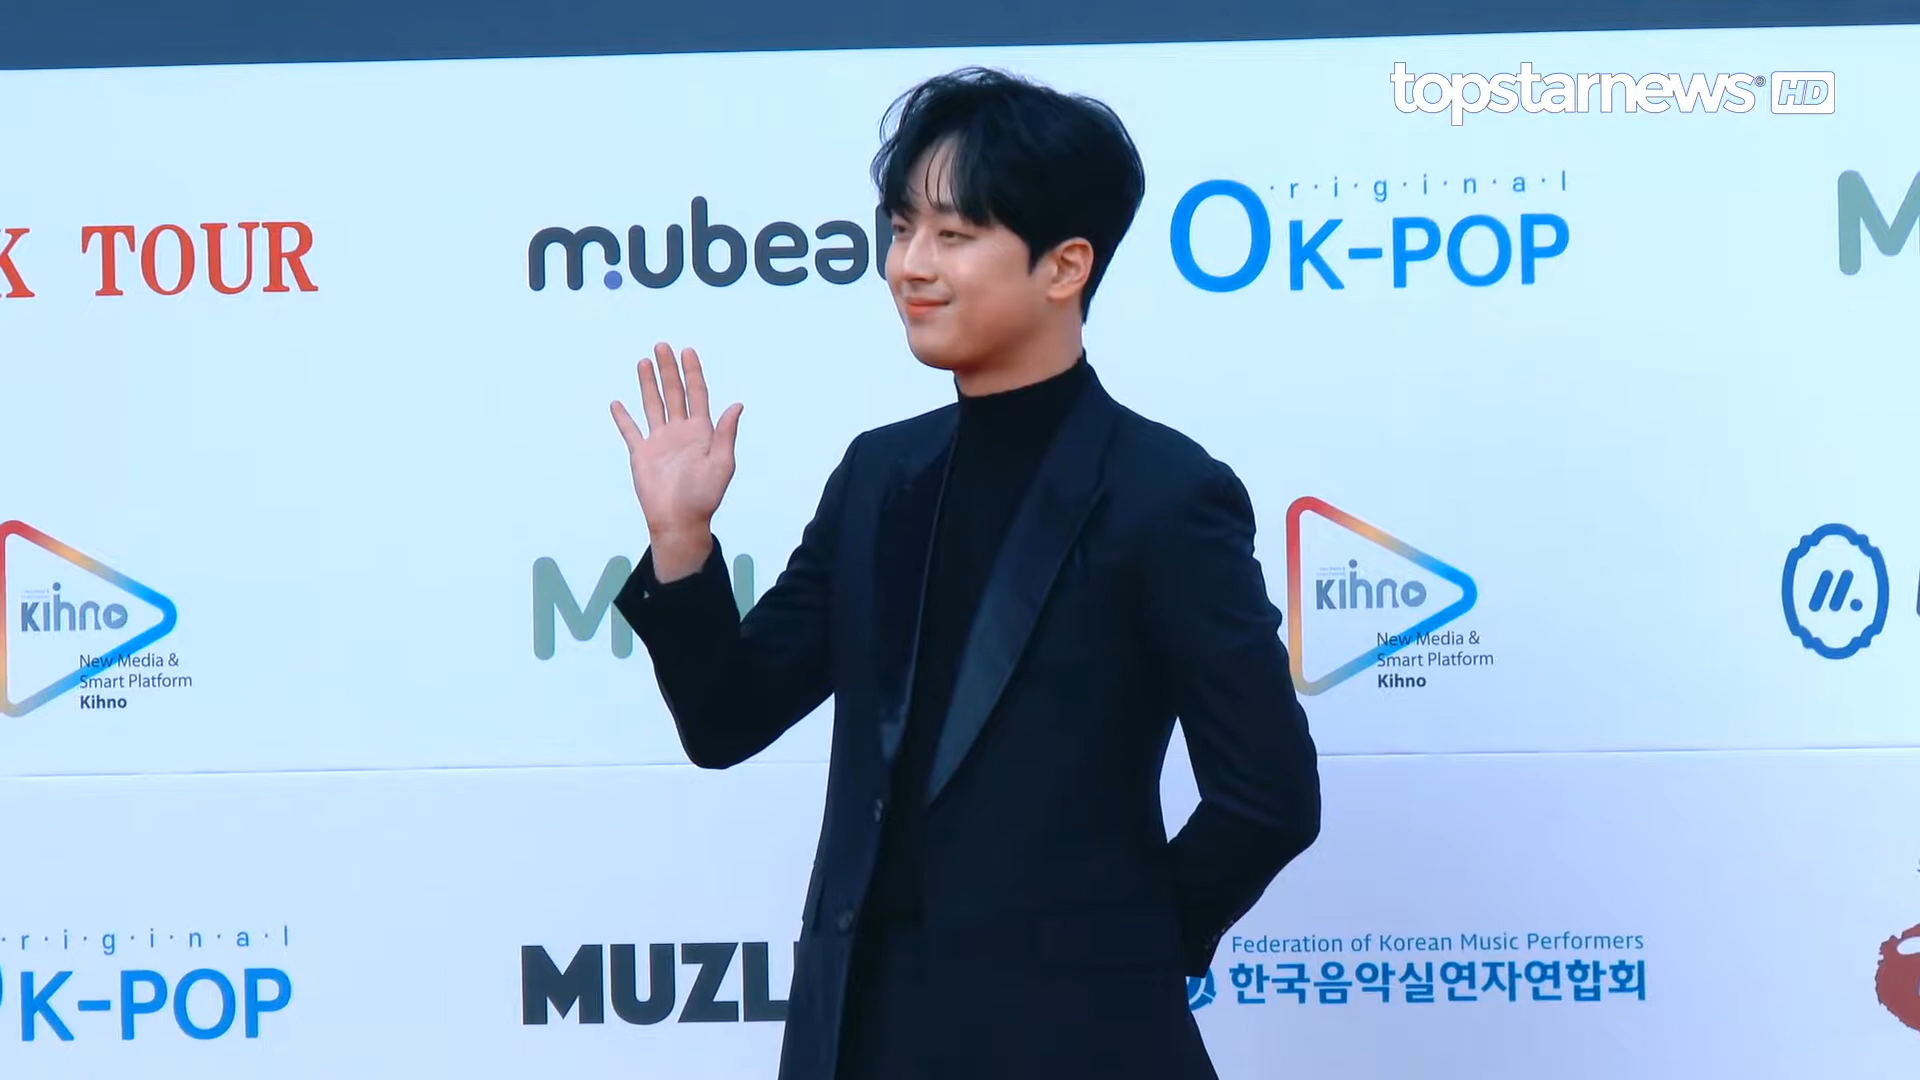 topstarnews HD
K TOUR
mubeat
original
K-POP
Kihno
New Media &
Smart Platform
Kihno
Kihno
New Media &
Smart Platform
Kihno
original
K-POP
MUZL
Federation of Korean Music Performers
한국음악실연자연합회